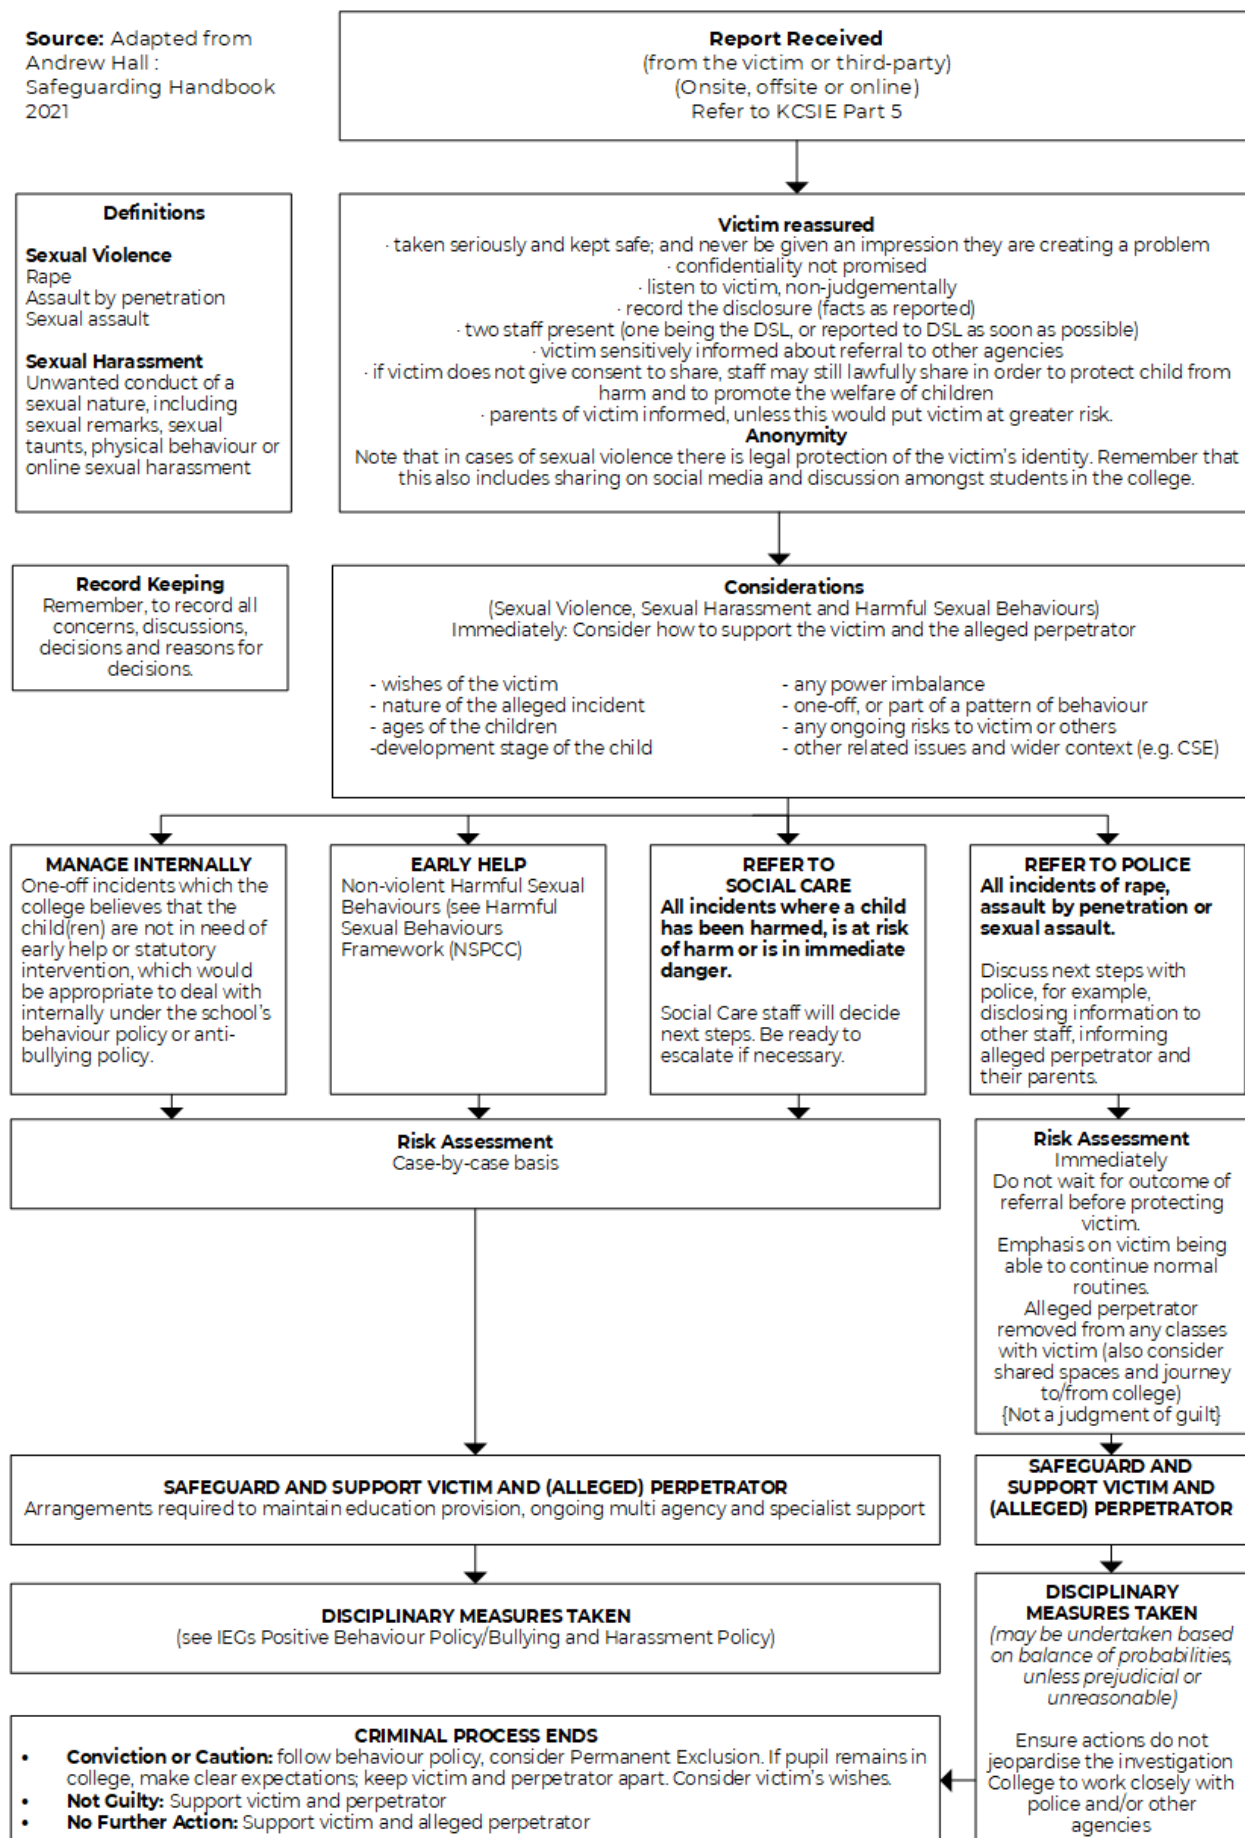 Source: Adapted from
Andrew Hall :
Safeguarding Handbook
2021
Report Received
(from the victim or third-party)
(Onsite, offsite or online)
Refer to KCSIE Part 5
Definitions
Sexual Violence
Rape
Assault by penetration
Sexual assault
Sexual Harassment
Unwanted conduct of a
sexual nature, including
sexual remarks, sexual
taunts, physical behaviour or
online sexual harassment
Victim reassured
· taken seriously and kept safe; and never be given an impression they are creating a problem
· confidentiality not promised
· listen to victim, non-judgementally
· record the disclosure (facts as reported)
· two staff present (one being the DSL, or reported to DSL as soon as possible)
· victim sensitively informed about referral to other agencies
· if victim does not give consent to share, staff may still lawfully share in order to protect child from
harm and to promote the welfare of children
· parents of victim informed, unless this would put victim at greater risk.
Anonymity
Note that in cases of sexual violence there is legal protection of the victim's identity. Remember that
this also includes sharing on social media and discussion amongst students in the college.
Record Keeping
Remember, to record all
concerns, discussions,
decisions and reasons for
decisions.
Considerations
(Sexual Violence, Sexual Harassment and Harmful Sexual Behaviours)
Immediately: Consider how to support the victim and the alleged perpetrator
- wishes of the victim
- nature of the alleged incident
- ages of the children
-development stage of the child
- any power imbalance
- one-off, or part of a pattern of behaviour
- any ongoing risks to victim or others
- other related issues and wider context (e.g. CSE)
MANAGE INTERNALLY
One-off incidents which the
college believes that the
child(ren) are not in need of
early help or statutory
intervention, which would
be appropriate to deal with
internally under the school's
behaviour policy or anti-
bullying policy.
EARLY HELP
Non-violent Harmful Sexual
Behaviours (see Harmful
Sexual Behaviours
Framework (NSPCC)
REFER TO
SOCIAL CARE
All incidents where a child
has been harmed, is at risk
of harm or is in immediate
danger.
Social Care staff will decide
next steps. Be ready to
escalate if necessary.
REFER TO POLICE
All incidents of rape,
assault by penetration or
sexual assault.
Discuss next steps with
police, for example,
disclosing information to
other staff, informing
alleged perpetrator and
their parents.
Risk Assessment
Case-by-case basis
Risk Assessment
Immediately
Do not wait for outcome of
referral before protecting
victim.
Emphasis on victim being
able to continue normal
routines.
Alleged perpetrator
removed from any classes
with victim (also consider
shared spaces and journey
to/from college)
{Not a judgment of guilt}
SAFEGUARD AND SUPPORT VICTIM AND (ALLEGED) PERPETRATOR
Arrangements required to maintain education provision, ongoing multi agency and specialist support
SAFEGUARD AND
SUPPORT VICTIM AND
(ALLEGED) PERPETRATOR
DISCIPLINARY MEASURES TAKEN
(see IEGs Positive Behaviour Policy/Bullying and Harassment Policy)
DISCIPLINARY
MEASURES TAKEN
(may be undertaken based
on balance of probabilities,
unless prejudicial or
unreasonable)
Ensure actions do not
jeopardise the investigation
College to work closely with
police and/or other
agencies
CRIMINAL PROCESS ENDS
• Conviction or Caution: follow behaviour policy, consider Permanent Exclusion. If pupil remains in
college, make clear expectations; keep victim and perpetrator apart. Consider victim's wishes.
• Not Guilty: Support victim and perpetrator
• No Further Action: Support victim and alleged perpetrator